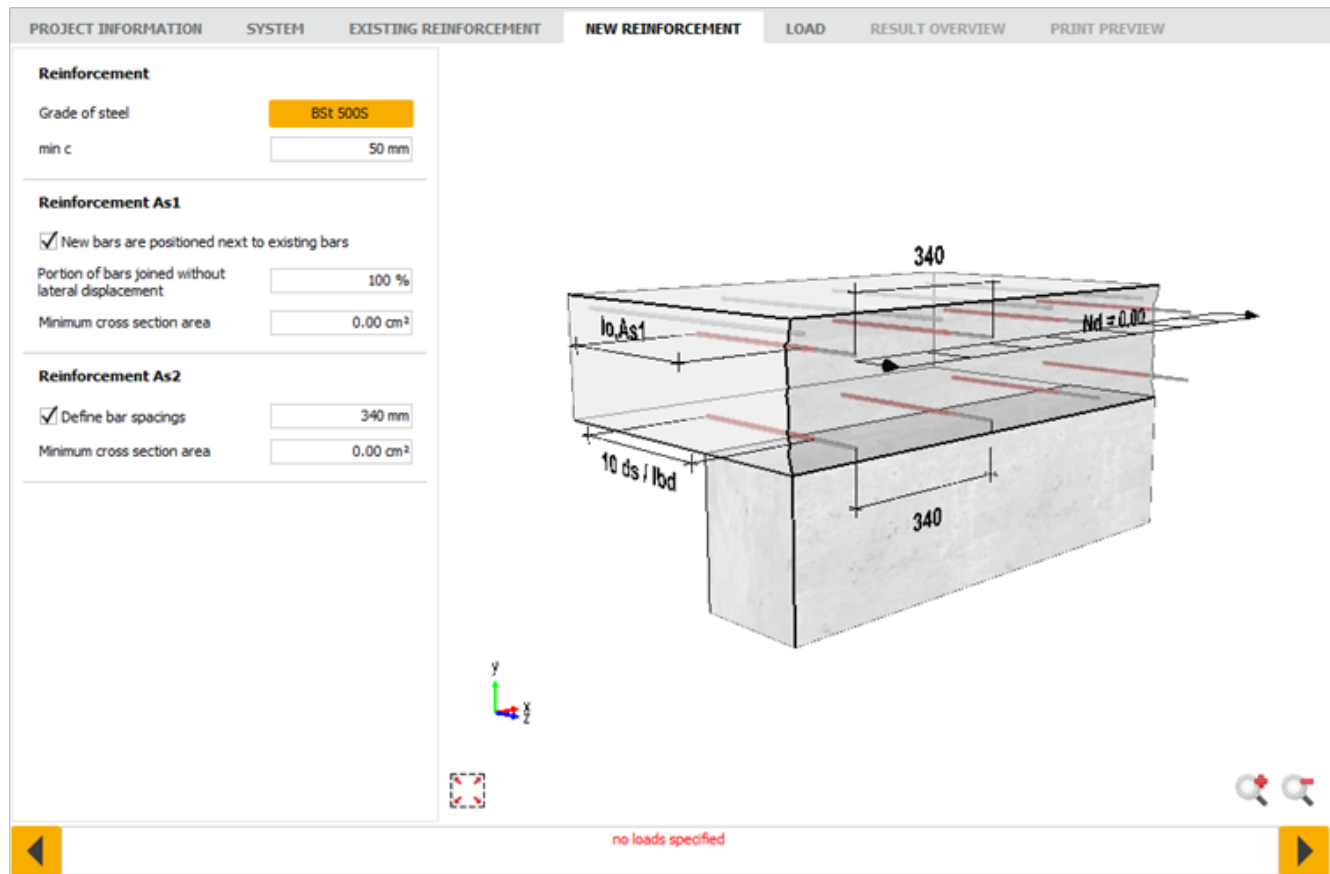 PROJECT INFORMATION SYSTEM EXISTING REINFORCEMENT NEW REINFORCEMENT LOAD RESULT OVERVIEW PRINT PREVIEW
Reinforcement
Grade of steel BSt 500S
min c 50 mm
Reinforcement As1
New bars are positioned next to existing bars
Portion of bars joined without
lateral displacement 100 %
Minimum cross section area 0.00 cm²
Reinforcement As2
Define bar spacings 340 mm
Minimum cross section area 0.00 cm²
340
lo,As1
Nd = 0.00
10 ds / lbd
340
y
x
z
no loads specified